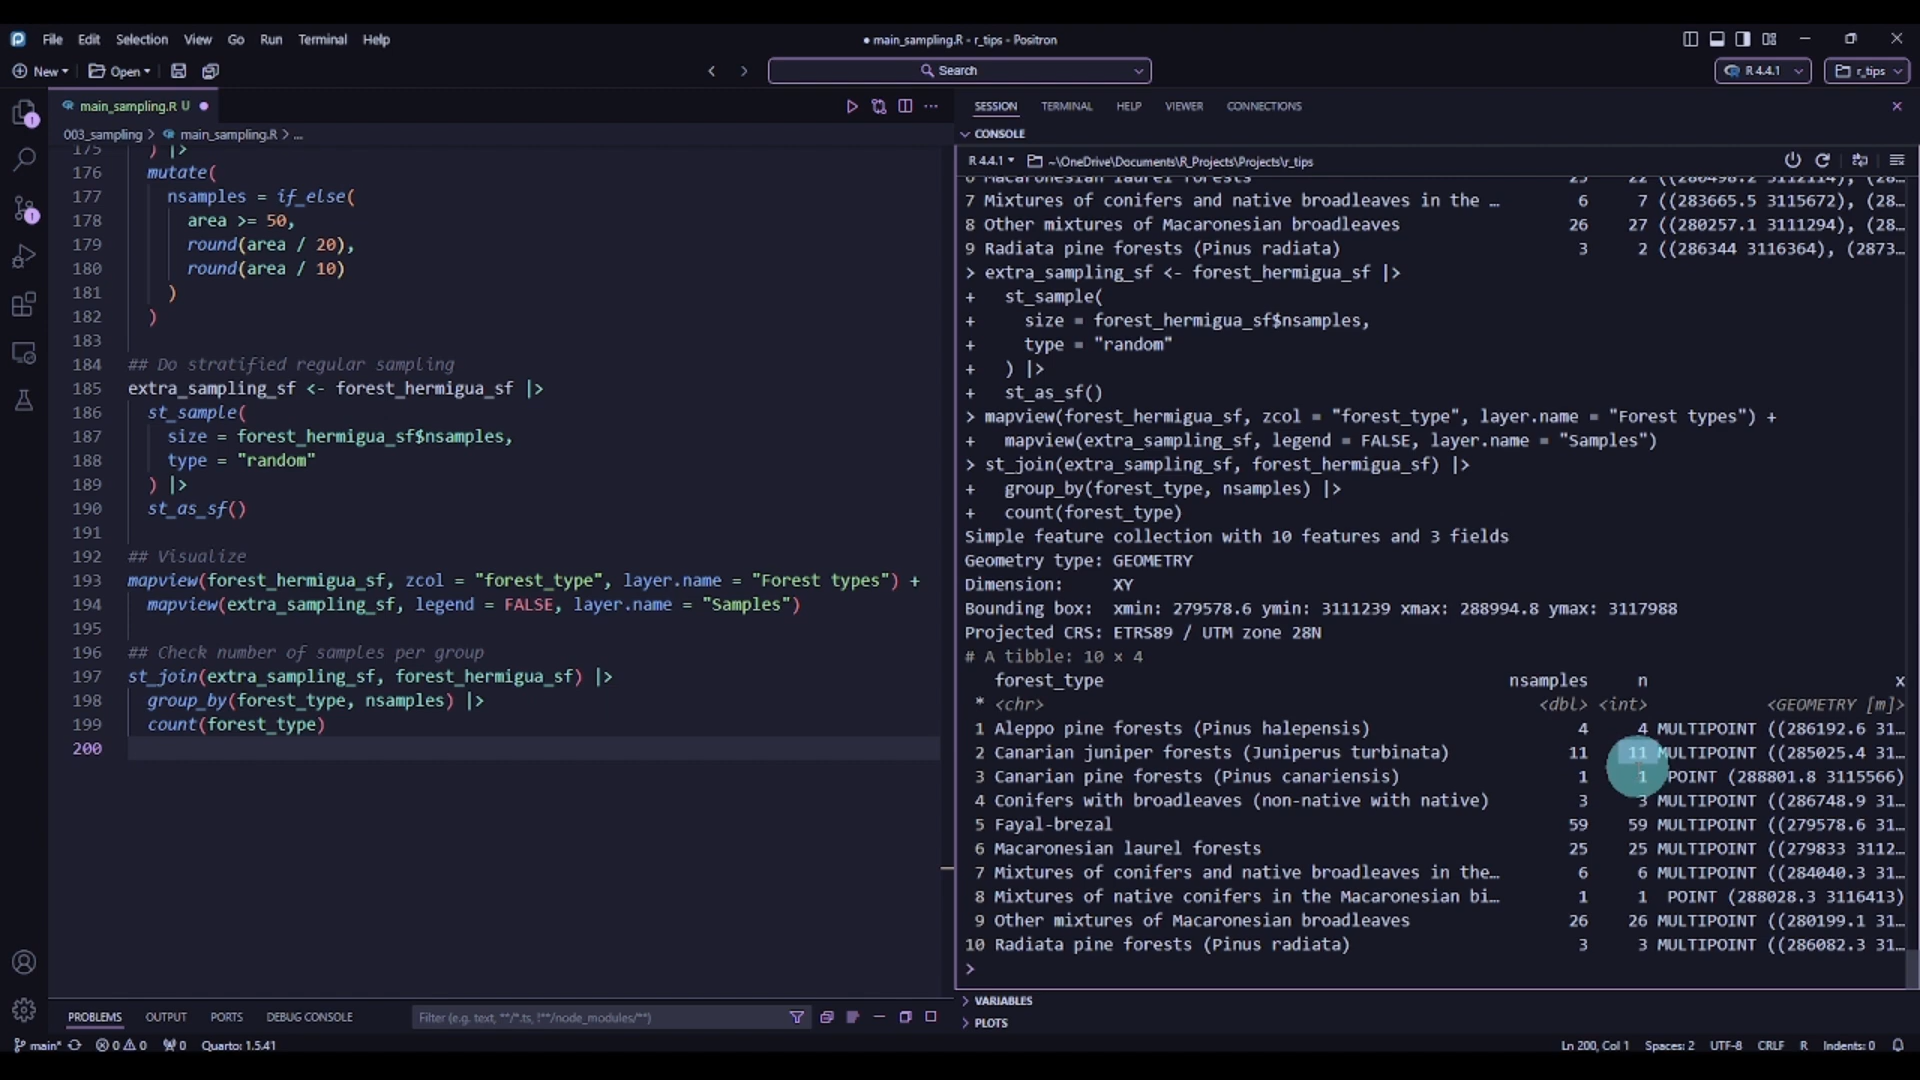 File Edit Selection View Go Run Terminal Help
● main_sampling.R - r_tips - Positron
New Open
Search
R 4.4.1
r_tips
main_sampling.R U ●
003_sampling > main_sampling.R > ...
175 ) |>
176 mutate(
177 nsamples = if_else(
178 area >= 50,
179 round(area / 20),
180 round(area / 10)
181 )
182 )
183
184 ## Do stratified regular sampling
185 extra_sampling_sf <- forest_hermigua_sf |>
186 st_sample(
187 size = forest_hermigua_sf$nsamples,
188 type = "random"
189 ) |>
190 st_as_sf()
191
192 ## Visualize
193 mapview(forest_hermigua_sf, zcol = "forest_type", layer.name = "Forest types") +
194 mapview(extra_sampling_sf, legend = FALSE, layer.name = "Samples")
195
196 ## Check number of samples per group
197 st_join(extra_sampling_sf, forest_hermigua_sf) |>
198 group_by(forest_type, nsamples) |>
199 count(forest_type)
200
SESSION TERMINAL HELP VIEWER CONNECTIONS
CONSOLE
R 4.4.1 ~\OneDrive\Documents\R_Projects\Projects\r_tips
6 Macaronesian laurel forests 25 22 ((280498.2 3112114), (28…
7 Mixtures of conifers and native broadleaves in the … 6 7 ((283665.5 3115672), (28…
8 Other mixtures of Macaronesian broadleaves 26 27 ((280257.1 3111294), (28…
9 Radiata pine forests (Pinus radiata) 3 2 ((286344 3116364), (2873…
> extra_sampling_sf <- forest_hermigua_sf |>
+ st_sample(
+ size = forest_hermigua_sf$nsamples,
+ type = "random"
+ ) |>
+ st_as_sf()
> mapview(forest_hermigua_sf, zcol = "forest_type", layer.name = "Forest types") +
+ mapview(extra_sampling_sf, legend = FALSE, layer.name = "Samples")
> st_join(extra_sampling_sf, forest_hermigua_sf) |>
+ group_by(forest_type, nsamples) |>
+ count(forest_type)
Simple feature collection with 10 features and 3 fields
Geometry type: GEOMETRY
Dimension: XY
Bounding box: xmin: 279578.6 ymin: 3111239 xmax: 288994.8 ymax: 3117988
Projected CRS: ETRS89 / UTM zone 28N
# A tibble: 10 × 4
forest_type nsamples n x
* <chr> <dbl> <int> <GEOMETRY [m]>
1 Aleppo pine forests (Pinus halepensis) 4 4 MULTIPOINT ((286192.6 31…
2 Canarian juniper forests (Juniperus turbinata) 11 11 MULTIPOINT ((285025.4 31…
3 Canarian pine forests (Pinus canariensis) 1 1 POINT (288801.8 3115566)
4 Conifers with broadleaves (non-native with native) 3 3 MULTIPOINT ((286748.9 31…
5 Fayal-brezal 59 59 MULTIPOINT ((279578.6 31…
6 Macaronesian laurel forests 25 25 MULTIPOINT ((279833 3112…
7 Mixtures of conifers and native broadleaves in the… 6 6 MULTIPOINT ((284040.3 31…
8 Mixtures of native conifers in the Macaronesian bi… 1 1 POINT (288028.3 3116413)
9 Other mixtures of Macaronesian broadleaves 26 26 MULTIPOINT ((280199.1 31…
10 Radiata pine forests (Pinus radiata) 3 3 MULTIPOINT ((286082.3 31…
>
VARIABLES
PLOTS
PROBLEMS OUTPUT PORTS DEBUG CONSOLE
Filter (e.g. text, **/*.ts, !**/node_modules/**)
main* 0 0 0 Quarto: 1.5.41
Ln 200, Col 1 Spaces: 2 UTF-8 CRLF R Indents: 0